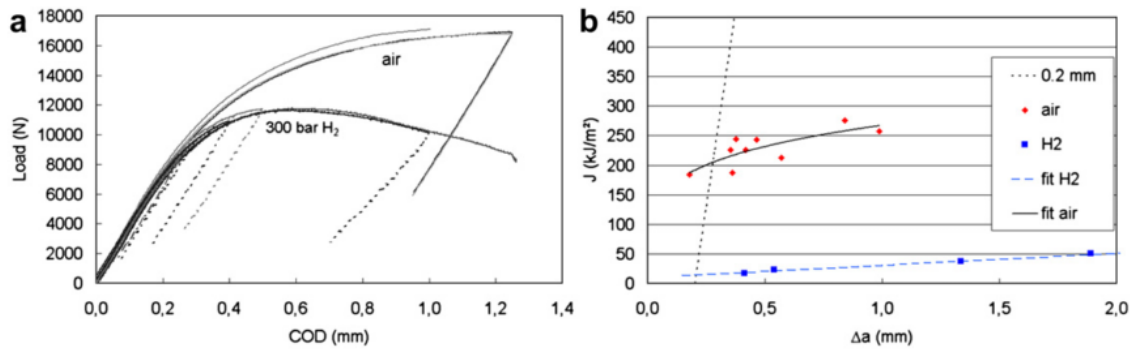 a
18000
16000
14000
12000
10000
8000
6000
4000
2000
0
Load (N)
air
300 bar H₂
0,0 0,2 0,4 0,6 0,8 1,0 1,2 1,4
COD (mm)
b
450
400
350
300
250
200
150
100
50
0
J (kJ/m²)
0.2 mm
air
H2
fit H2
fit air
0,0 0,5 1,0 1,5 2,0
Δa (mm)